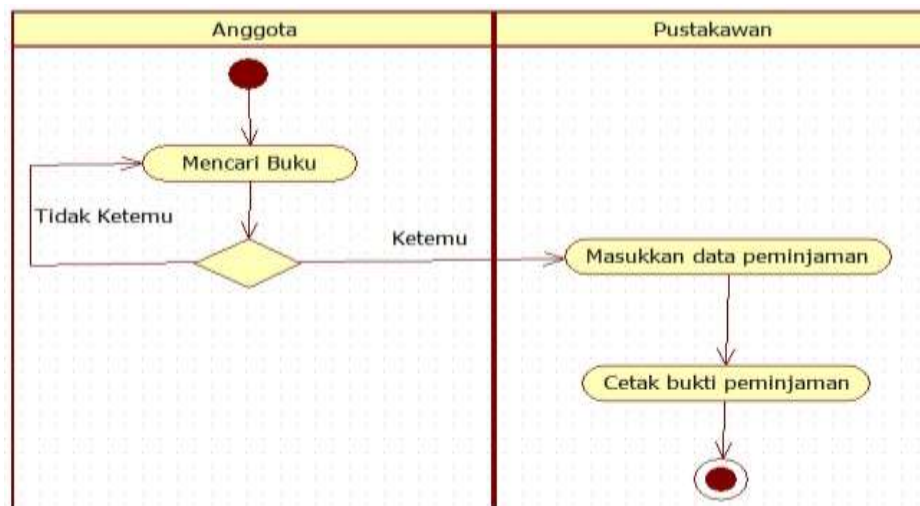 Anggota
Pustakawan
Mencari Buku
Tidak Ketemu
Ketemu
Masukkan data peminjaman
Cetak bukti peminjaman